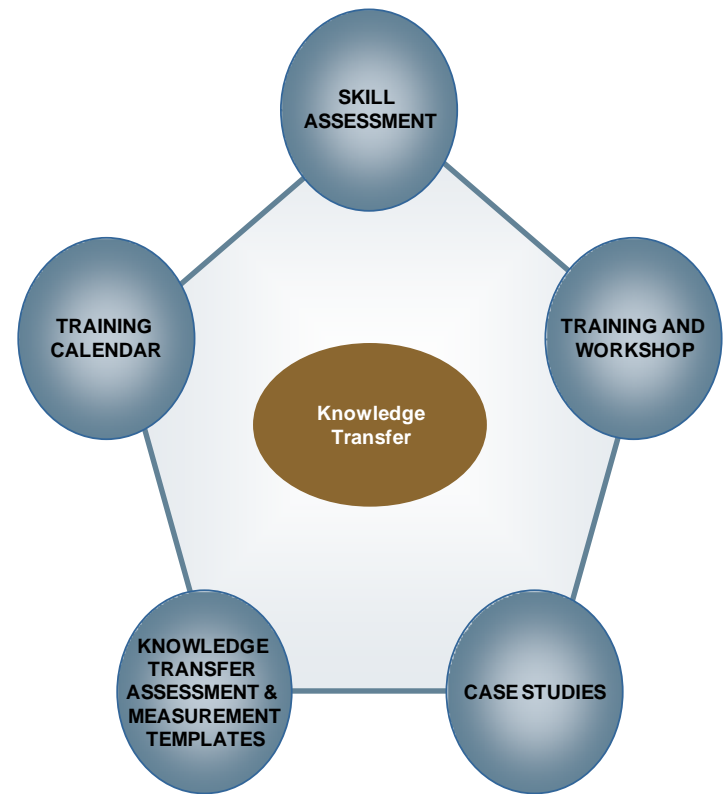 SKILL
ASSESSMENT
TRAINING
CALENDAR
TRAINING AND
WORKSHOP
Knowledge
Transfer
KNOWLEDGE
TRANSFER
ASSESSMENT &
MEASUREMENT
TEMPLATES
CASE STUDIES